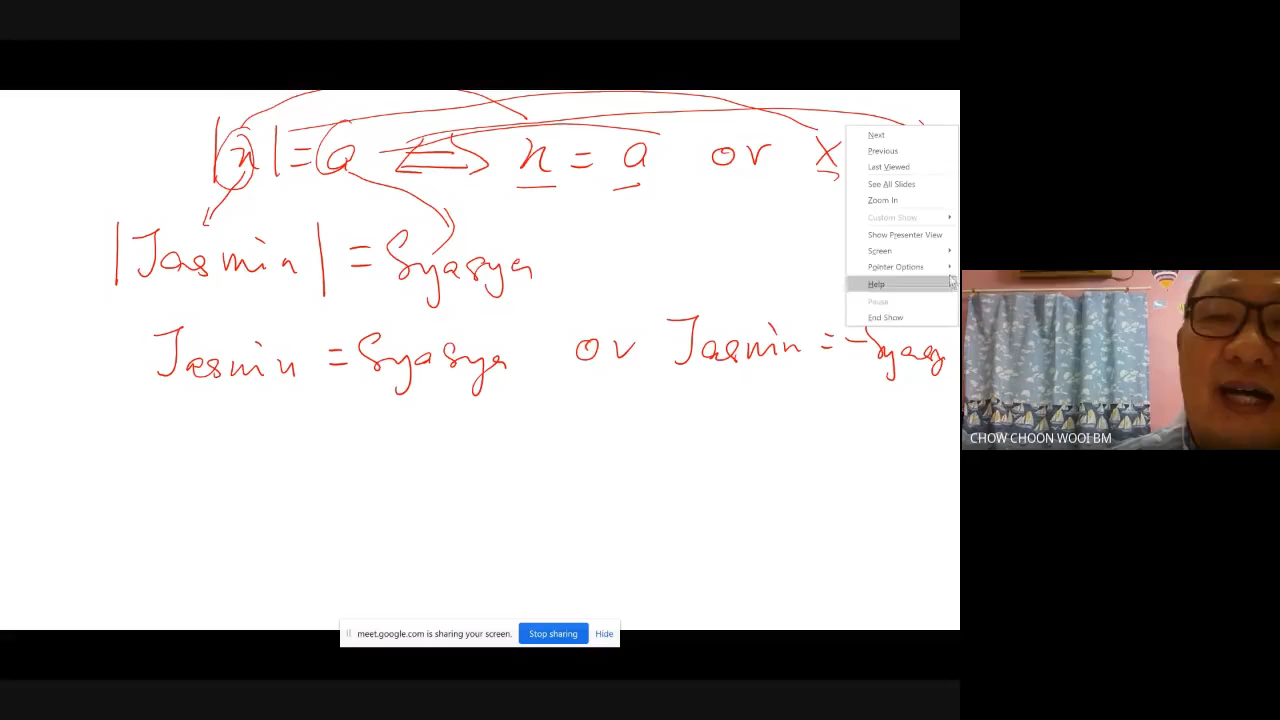 |x| = a ⟺ x = a or x
|Jasmin| = Syasya
Jasmin = Syasya or Jasmin = -Syasy
Next
Previous
Last Viewed
See All Slides
Zoom In
Custom Show
Show Presenter View
Screen
Pointer Options
Help
Pause
End Show
CHOW CHOON WOOI BM
meet.google.com is sharing your screen. Stop sharing Hide